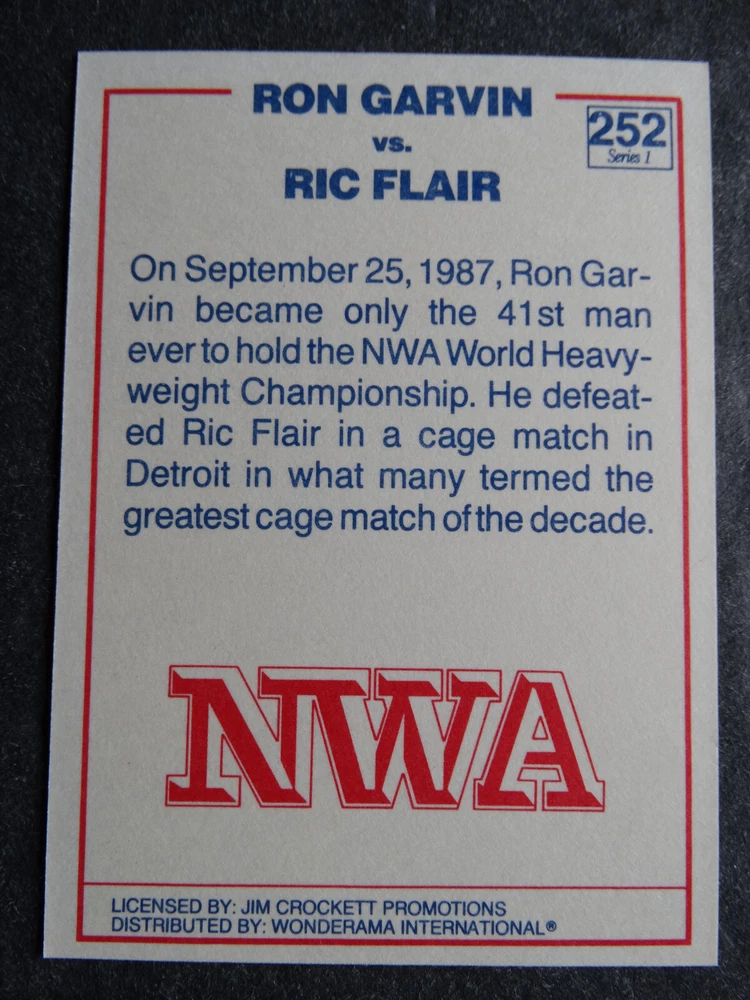 RON GARVIN
vs.
RIC FLAIR
252
Series 1
On September 25, 1987, Ron Gar-
vin became only the 41st man
ever to hold the NWA World Heavy-
weight Championship. He defeat-
ed Ric Flair in a cage match in
Detroit in what many termed the
greatest cage match of the decade.
NWA
LICENSED BY: JIM CROCKETT PROMOTIONS
DISTRIBUTED BY: WONDERAMA INTERNATIONAL®